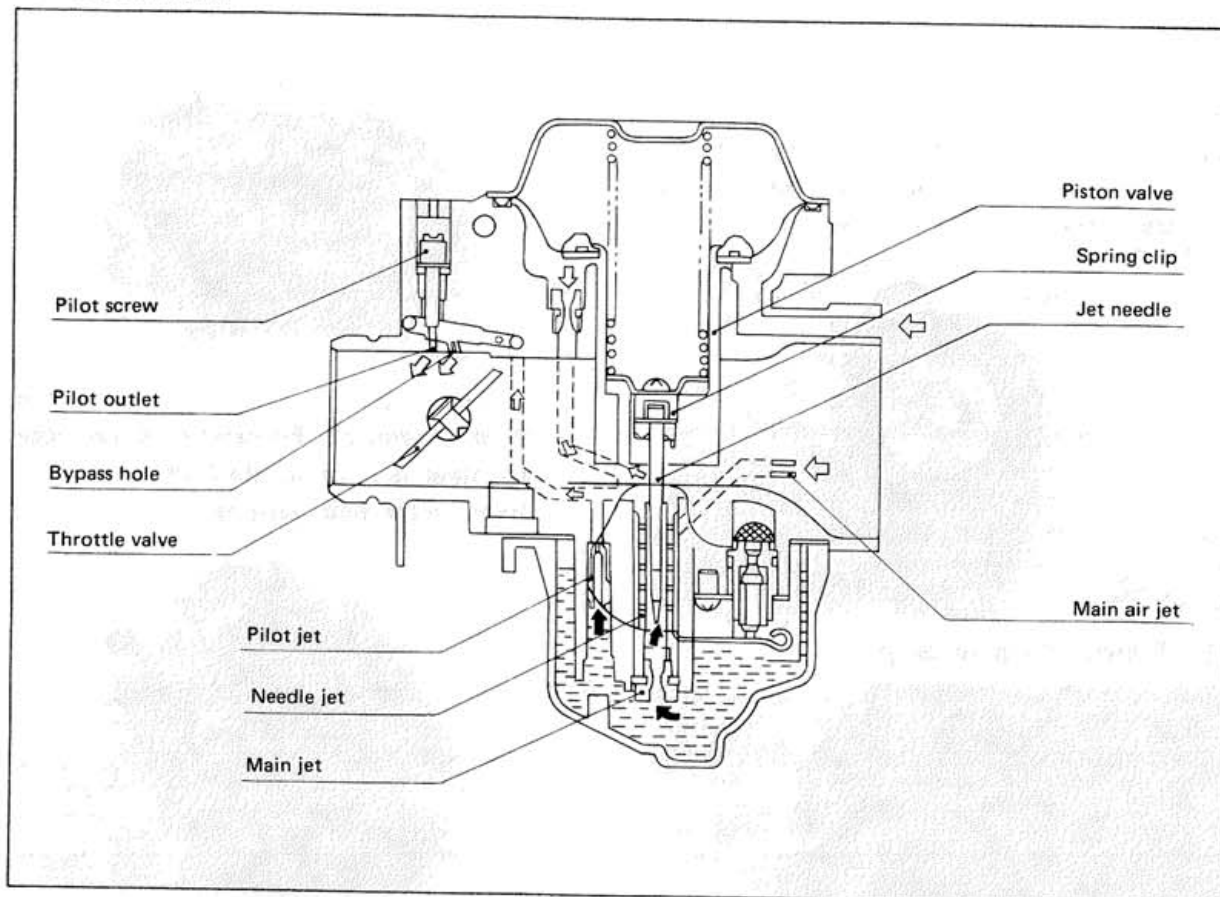 Piston valve
Spring clip
Jet needle
Pilot screw
Pilot outlet
Bypass hole
Throttle valve
Main air jet
Pilot jet
Needle jet
Main jet